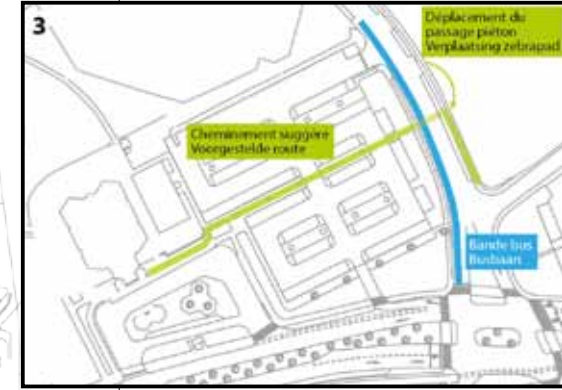 3
Déplacement du
passage piéton
Verplaatsing zebrapad
Cheminement suggéré
Voorgestelde route
Bande bus
Busbaan